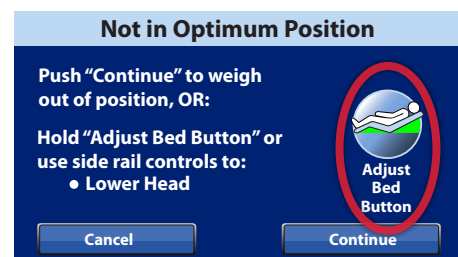 Not in Optimum Position
Push “Continue” to weigh
out of position, OR:
Hold “Adjust Bed Button” or
use side rail controls to:
● Lower Head
Adjust
Bed
Button
Cancel
Continue